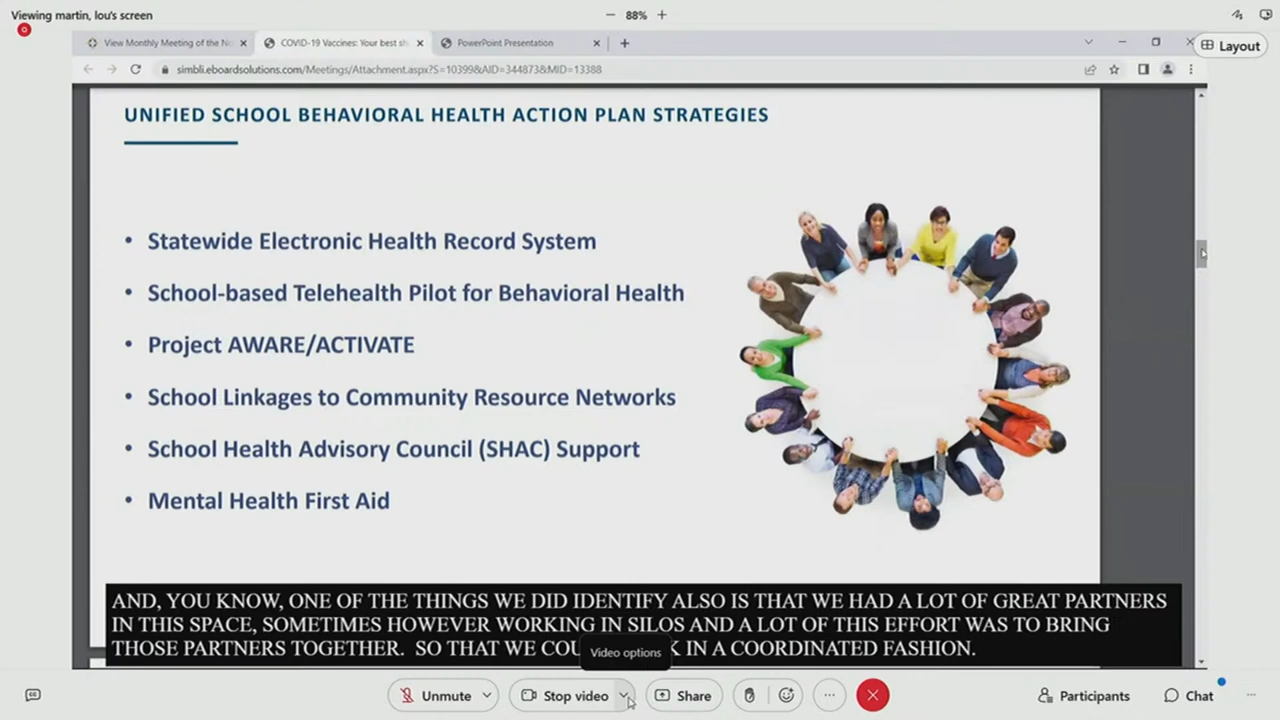 Viewing martin, lou's screen
88%
Layout
View Monthly Meeting of the No
COVID-19 Vaccines: Your best sh
PowerPoint Presentation
simbli.eboardsolutions.com/Meetings/Attachment.aspx?S=10399&AID=344873&MID=13388
UNIFIED SCHOOL BEHAVIORAL HEALTH ACTION PLAN STRATEGIES
• Statewide Electronic Health Record System
• School-based Telehealth Pilot for Behavioral Health
• Project AWARE/ACTIVATE
• School Linkages to Community Resource Networks
• School Health Advisory Council (SHAC) Support
• Mental Health First Aid
AND, YOU KNOW, ONE OF THE THINGS WE DID IDENTIFY ALSO IS THAT WE HAD A LOT OF GREAT PARTNERS
IN THIS SPACE, SOMETIMES HOWEVER WORKING IN SILOS AND A LOT OF THIS EFFORT WAS TO BRING
THOSE PARTNERS TOGETHER. SO THAT WE COU K IN A COORDINATED FASHION.
Video options
Unmute
Stop video
Share
Participants
Chat